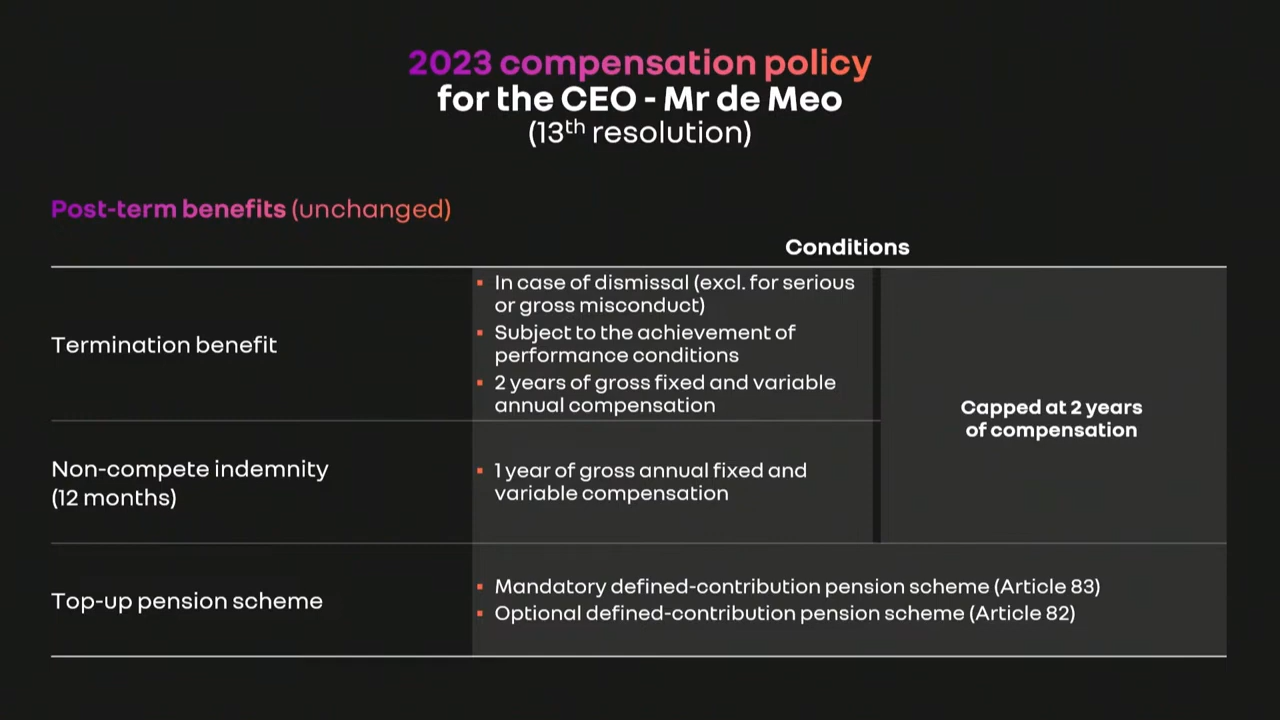 2023 compensation policy
for the CEO - Mr de Meo
(13th resolution)
Post-term benefits (unchanged)
Conditions
Termination benefit
▪ In case of dismissal (excl. for serious
or gross misconduct)
▪ Subject to the achievement of
performance conditions
▪ 2 years of gross fixed and variable
annual compensation
Capped at 2 years
of compensation
Non-compete indemnity
(12 months)
▪ 1 year of gross annual fixed and
variable compensation
Top-up pension scheme
▪ Mandatory defined-contribution pension scheme (Article 83)
▪ Optional defined-contribution pension scheme (Article 82)